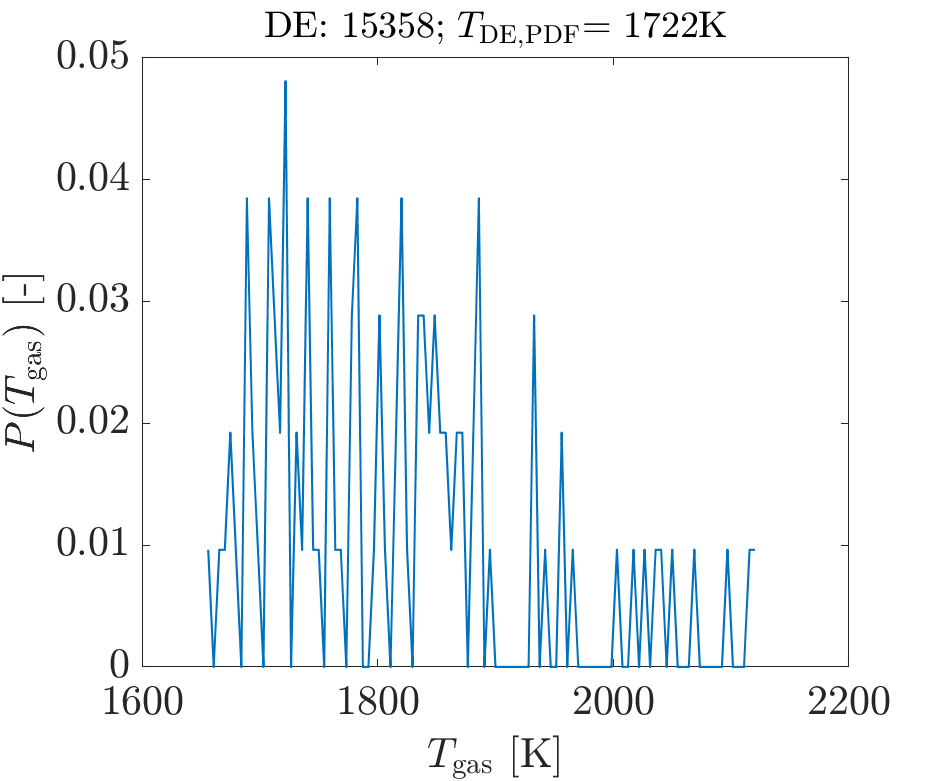 DE: 15358; T_DE,PDF= 1722K
0.05
0.04
0.03
0.02
0.01
0
P(T_gas) [-]
1600 1800 2000 2200
T_gas [K]